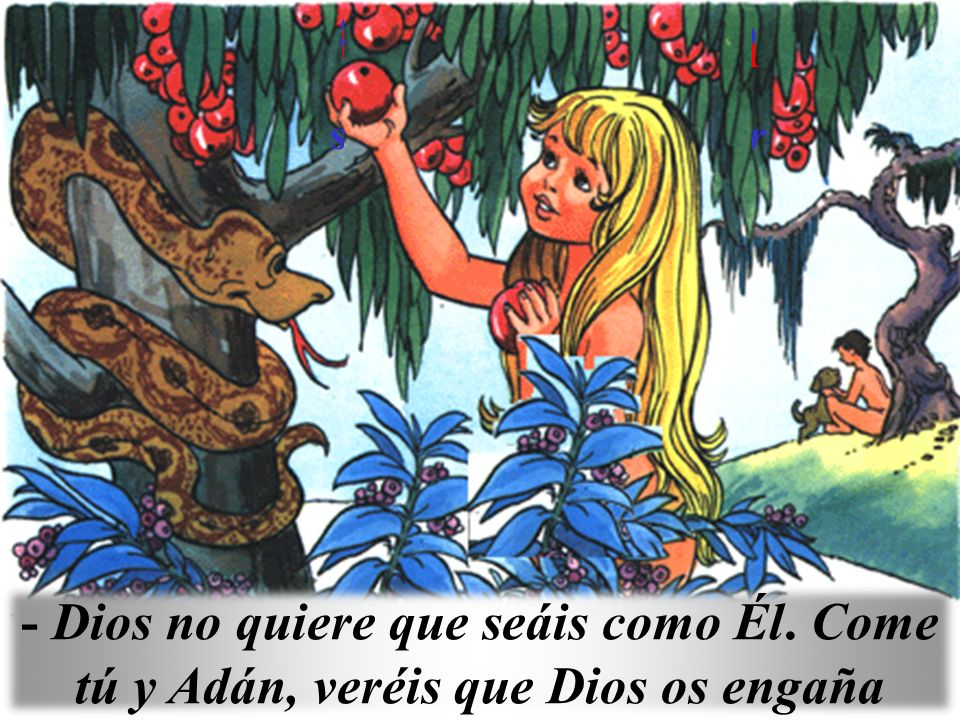 s
r
- Dios no quiere que seáis como Él. Come
tú y Adán, veréis que Dios os engaña